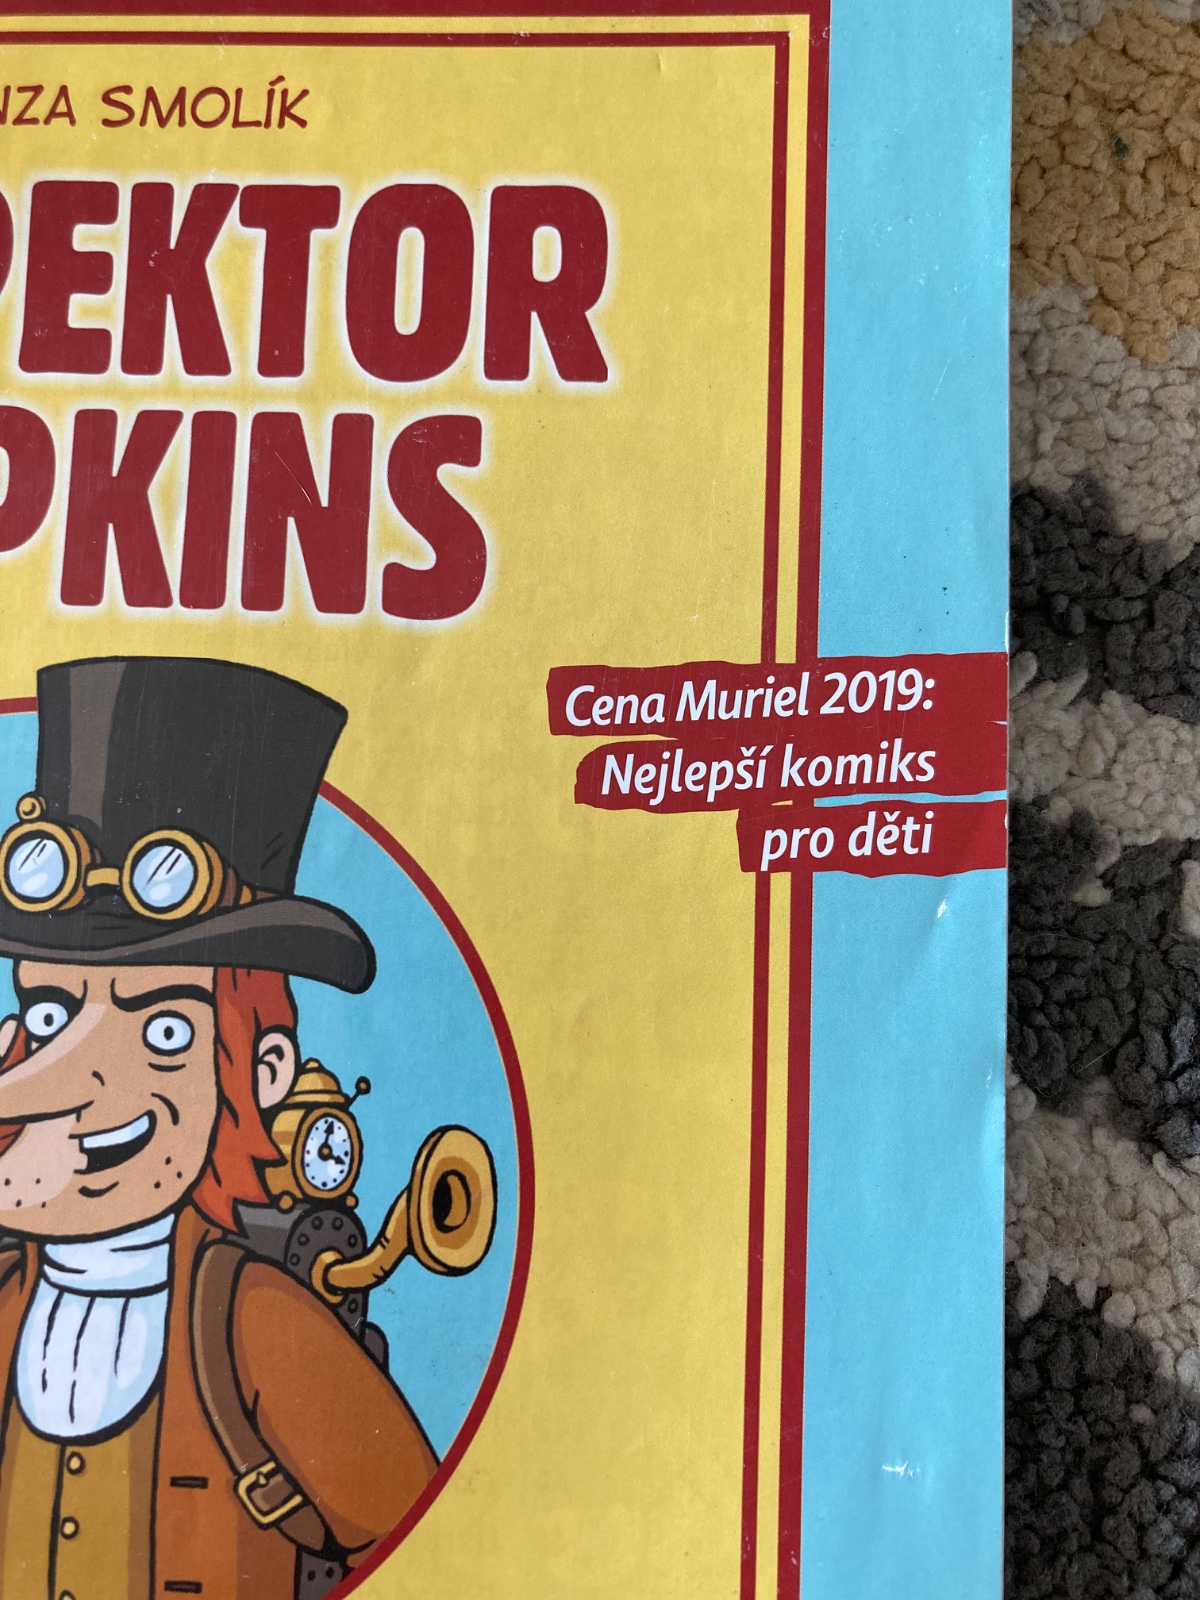 NZA SMOLÍK
PEKTOR
PKINS
Cena Muriel 2019:
Nejlepší komiks
pro děti